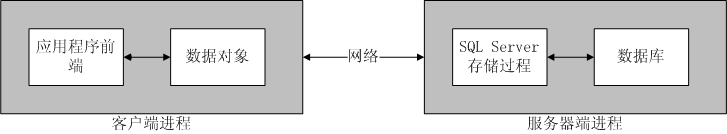 应用程序前
端
数据对象
网络
SQL Server
存储过程
数据库
客户端进程
服务器端进程